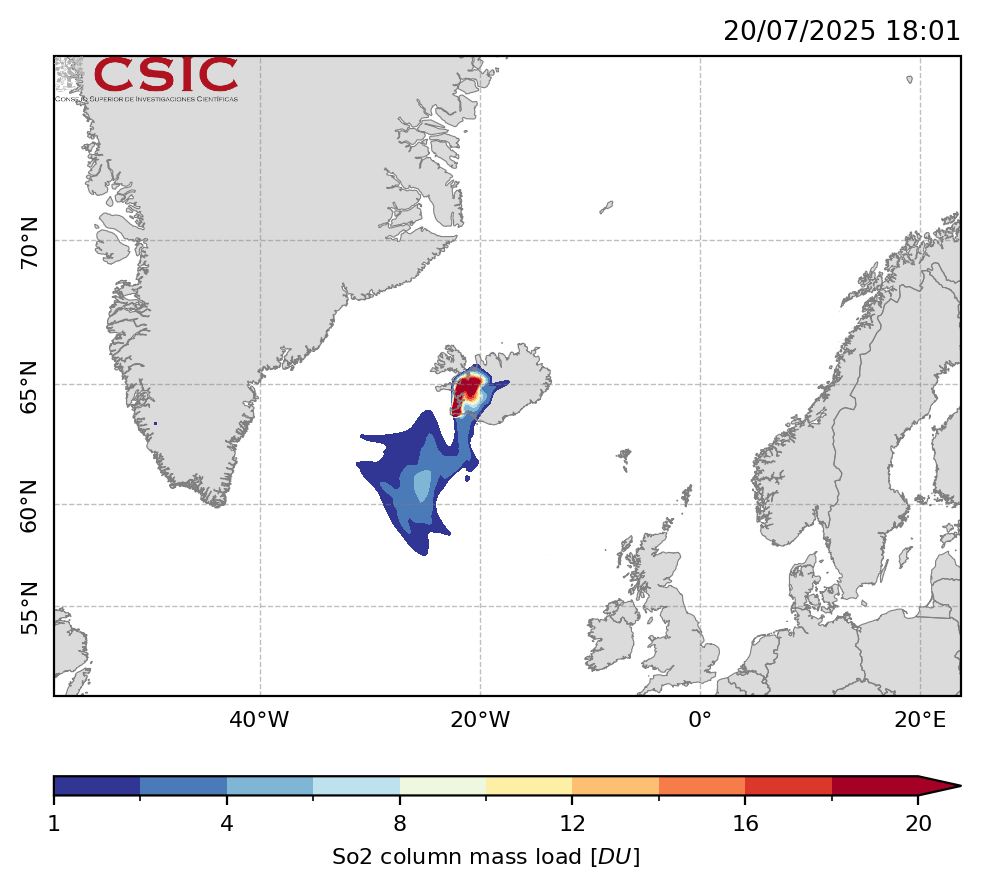 20/07/2025 18:01
CSIC
CONSEJO SUPERIOR DE INVESTIGACIONES CIENTÍFICAS
70°N
65°N
60°N
55°N
40°W 20°W 0° 20°E
1 4 8 12 16 20
So2 column mass load [DU]